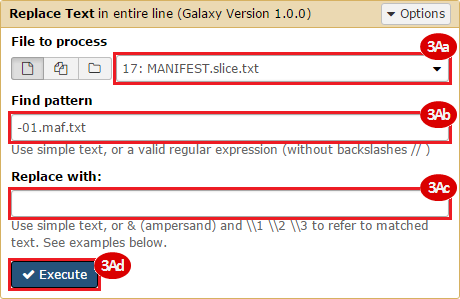 Replace Text in entire line (Galaxy Version 1.0.0) Options
File to process
3Aa
17: MANIFEST.slice.txt
Find pattern
3Ab
-01.maf.txt
Use simple text, or a valid regular expression (without backslashes // )
Replace with:
3Ac
Use simple text, or & (ampersand) and \\1 \\2 \\3 to refer to matched
text. See examples below.
Execute 3Ad